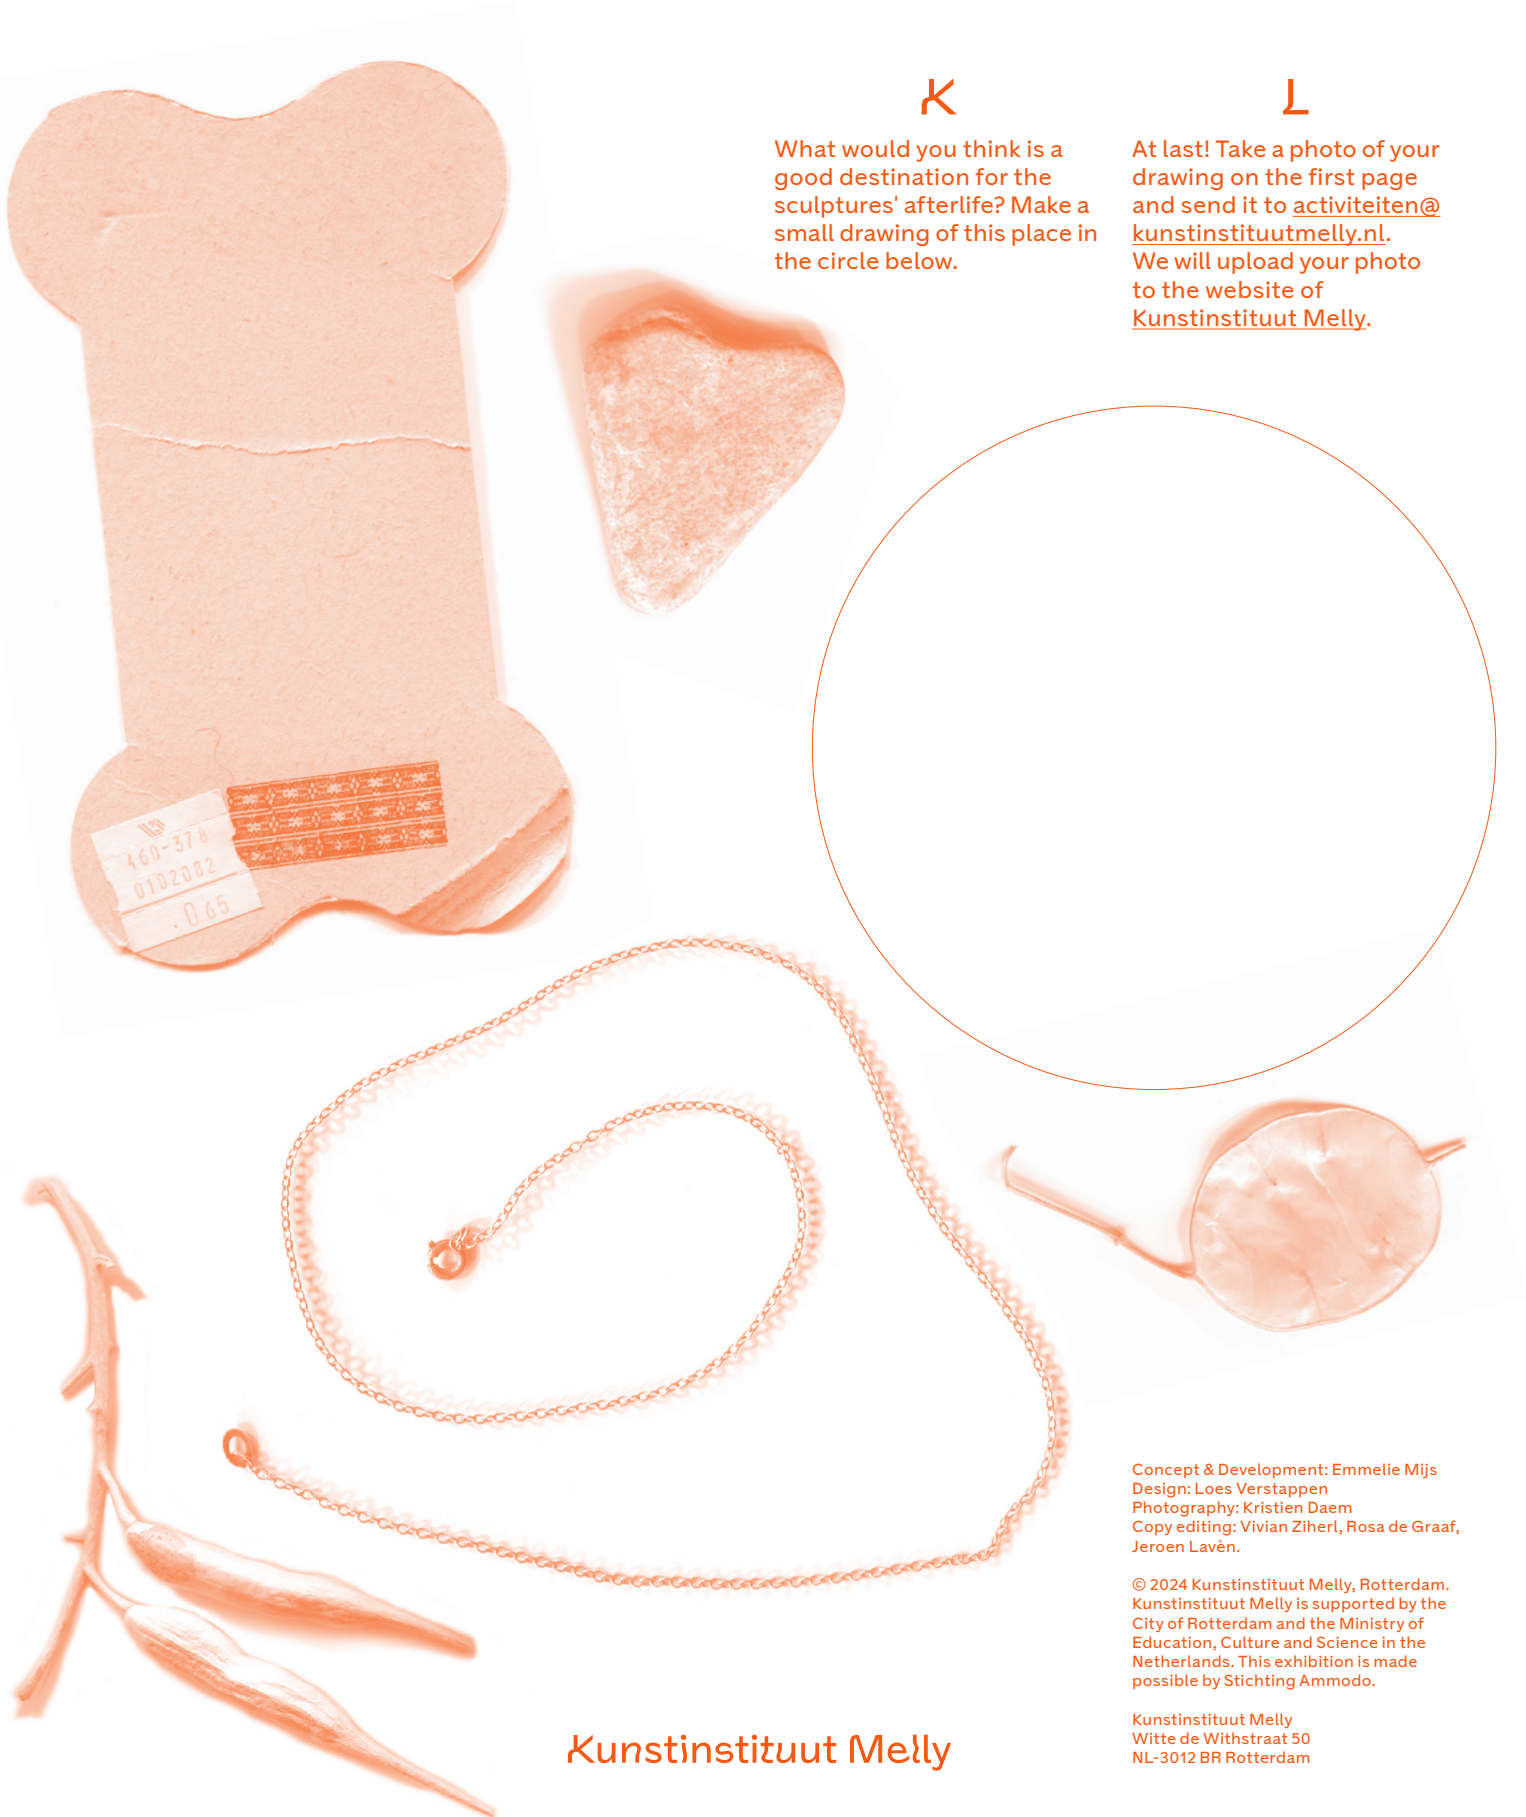 K
What would you think is a
good destination for the
sculptures' afterlife? Make a
small drawing of this place in
the circle below.
L
At last! Take a photo of your
drawing on the first page
and send it to activiteiten@
kunstinstituutmelly.nl.
We will upload your photo
to the website of
Kunstinstituut Melly.
460-378
0102082
.065
Concept & Development: Emmelie Mijs
Design: Loes Verstappen
Photography: Kristien Daem
Copy editing: Vivian Ziherl, Rosa de Graaf,
Jeroen Lavèn.
© 2024 Kunstinstituut Melly, Rotterdam.
Kunstinstituut Melly is supported by the
City of Rotterdam and the Ministry of
Education, Culture and Science in the
Netherlands. This exhibition is made
possible by Stichting Ammodo.
Kunstinstituut Melly
Witte de Withstraat 50
NL-3012 BR Rotterdam
Kunstinstituut Melly